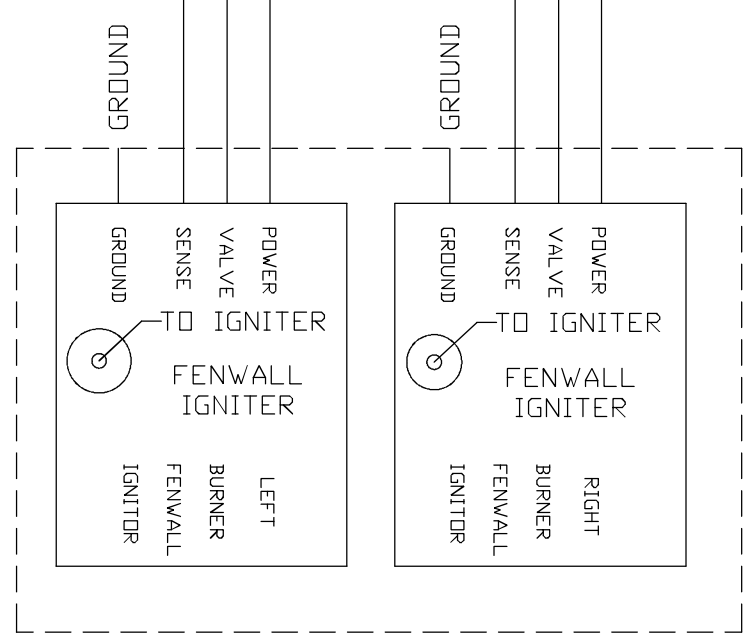 GROUND
GROUND
GROUND
SENSE
VALVE
POWER
TO IGNITER
FENWALL
IGNITER
IGNITOR
FENWALL
BURNER
LEFT
GROUND
SENSE
VALVE
POWER
TO IGNITER
FENWALL
IGNITER
IGNITOR
FENWALL
BURNER
RIGHT